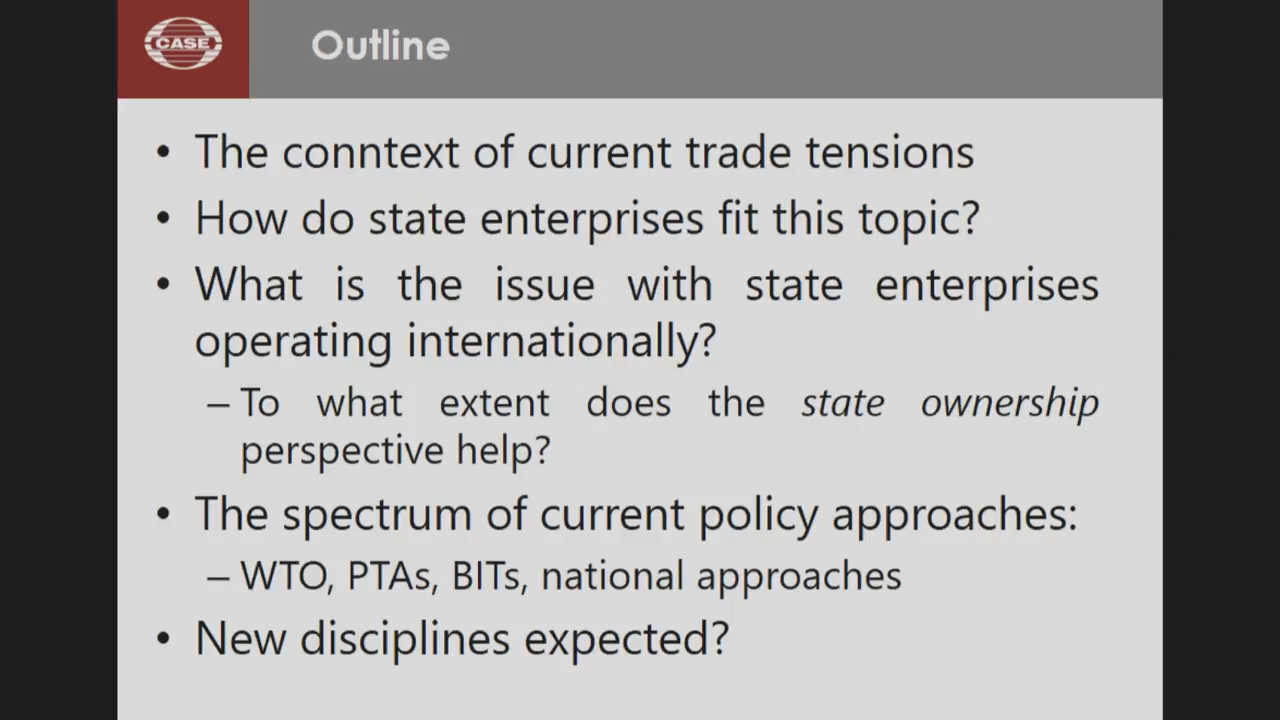 CASE
Outline
• The conntext of current trade tensions
• How do state enterprises fit this topic?
• What is the issue with state enterprises
operating internationally?
– To what extent does the state ownership
perspective help?
• The spectrum of current policy approaches:
– WTO, PTAs, BITs, national approaches
• New disciplines expected?